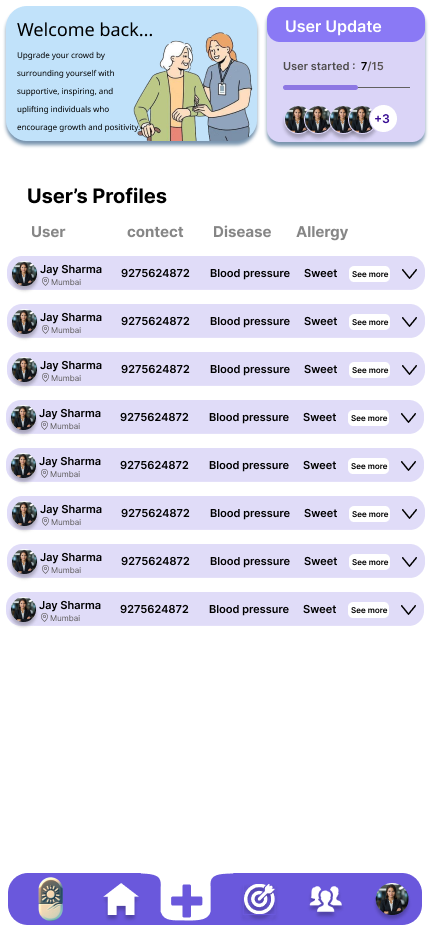 Welcome back...
Upgrade your crowd by
surrounding yourself with
supportive, inspiring, and
uplifting individuals who
encourage growth and positivity.
User Update
User started : 7/15
+3
User's Profiles
User contect Disease Allergy
Jay Sharma 9275624872 Blood pressure Sweet See more
Mumbai
Jay Sharma 9275624872 Blood pressure Sweet See more
Mumbai
Jay Sharma 9275624872 Blood pressure Sweet See more
Mumbai
Jay Sharma 9275624872 Blood pressure Sweet See more
Mumbai
Jay Sharma 9275624872 Blood pressure Sweet See more
Mumbai
Jay Sharma 9275624872 Blood pressure Sweet See more
Mumbai
Jay Sharma 9275624872 Blood pressure Sweet See more
Mumbai
Jay Sharma 9275624872 Blood pressure Sweet See more
Mumbai